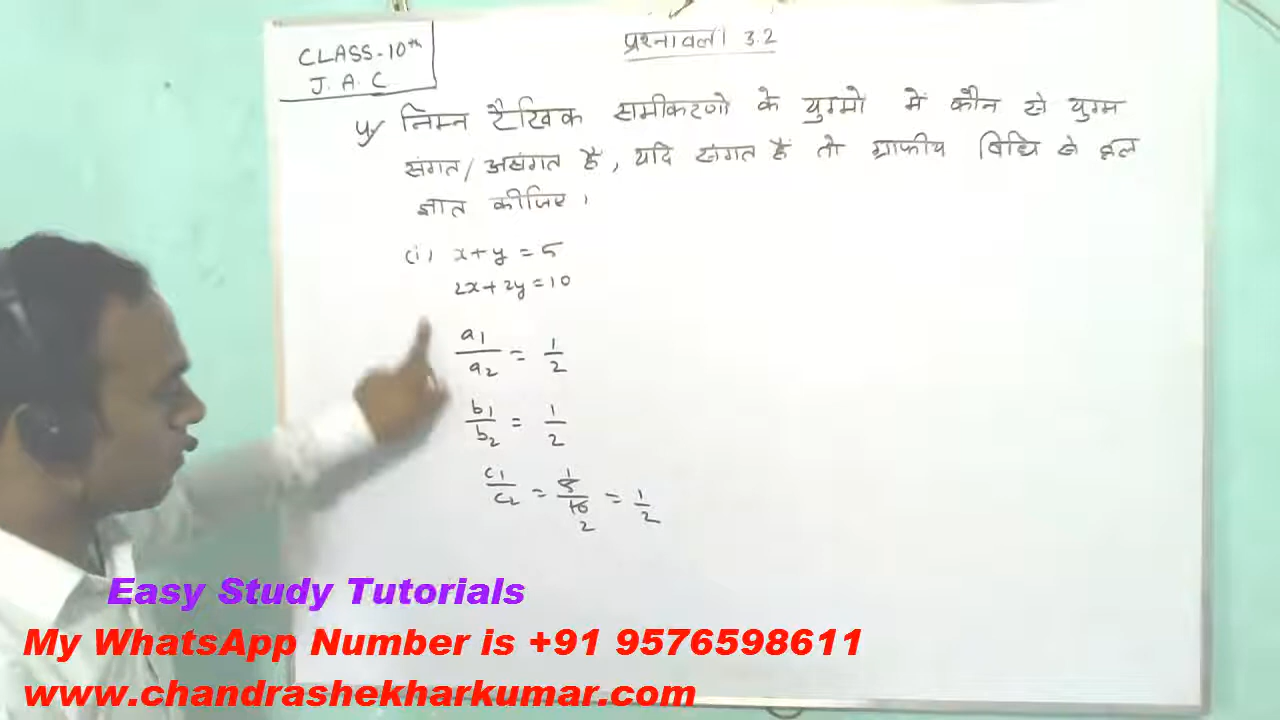 CLASS-10th
J. A. C
प्रश्नावली 3.2
4) निम्न रैखिक समीकरणो के युग्मो में कौन से युग्म
संगत/असंगत है, यदि संगत हैं तो ग्राफीय विधि से हल
ज्ञात कीजिए।
(i) x+y=5
2x+2y=10
a1/a2 = 1/2
b1/b2 = 1/2
c1/c2 = 5/10 = 1/2
Easy Study Tutorials
My WhatsApp Number is +91 9576598611
www.chandrashekharkumar.com